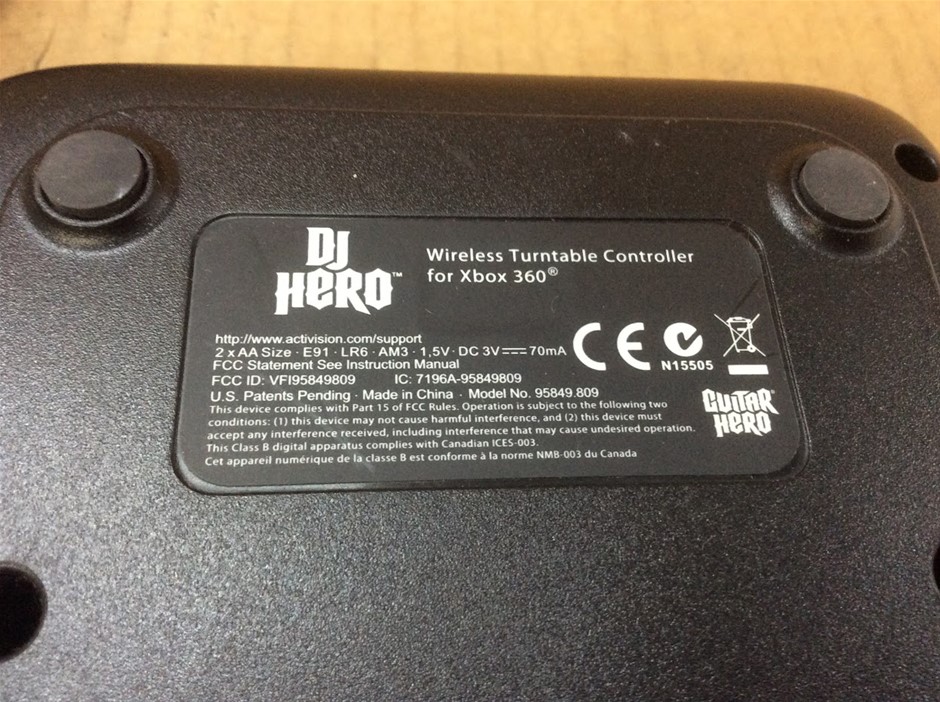 DJ HERO™
Wireless Turntable Controller
for Xbox 360®
http://www.activision.com/support
2 x AA Size · E91 · LR6 · AM3 · 1,5V · DC 3V⎓70mA
FCC Statement See Instruction Manual
FCC ID: VFI95849809 IC: 7196A-95849809
U.S. Patents Pending · Made in China · Model No. 95849.809
This device complies with Part 15 of FCC Rules. Operation is subject to the following two
conditions: (1) this device may not cause harmful interference, and (2) this device must
accept any interference received, including interference that may cause undesired operation.
This Class B digital apparatus complies with Canadian ICES-003.
Cet appareil numérique de la classe B est conforme à la norme NMB-003 du Canada
CE
N15505
GUITAR
HERO